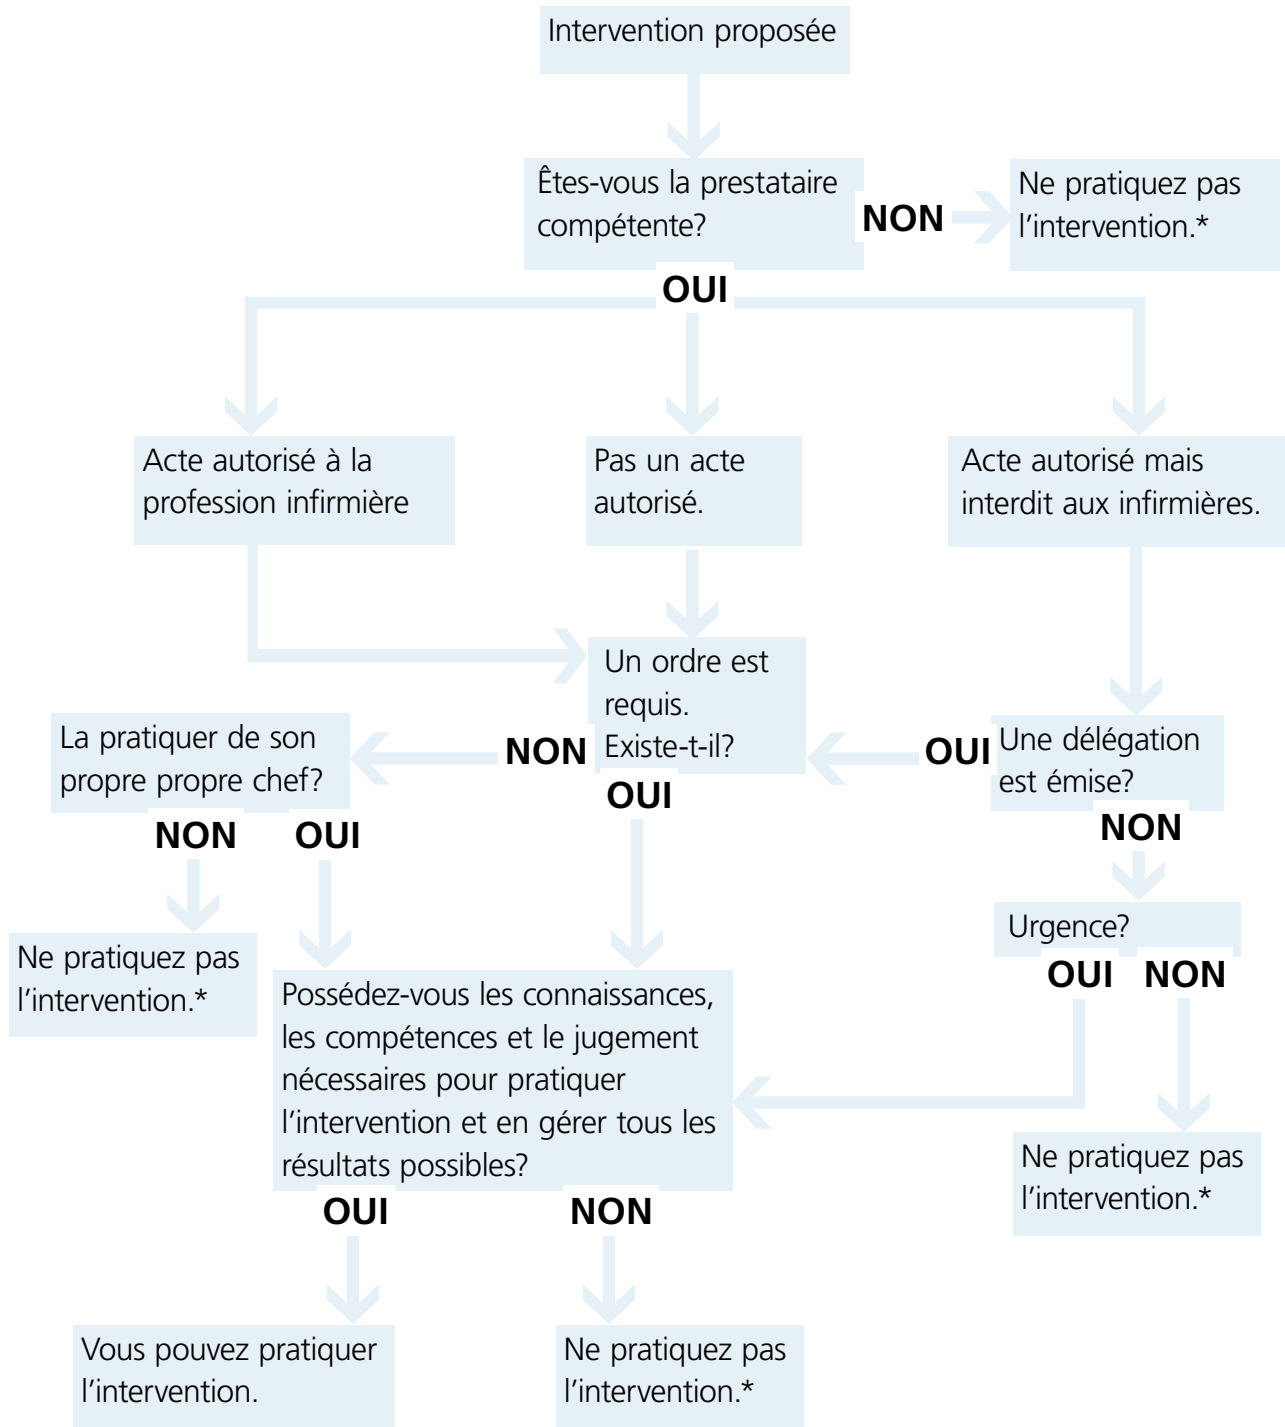 Intervention proposée
Êtes-vous la prestataire
compétente?
NON
Ne pratiquez pas
l'intervention.*
OUI
Acte autorisé à la
profession infirmière
Pas un acte
autorisé.
Acte autorisé mais
interdit aux infirmières.
Un ordre est
requis.
Existe-t-il?
La pratiquer de son
propre propre chef?
NON
OUI
Une délégation
est émise?
OUI
NON
OUI
NON
Ne pratiquez pas
l'intervention.*
Urgence?
OUI
NON
Possédez-vous les connaissances,
les compétences et le jugement
nécessaires pour pratiquer
l'intervention et en gérer tous les
résultats possibles?
Ne pratiquez pas
l'intervention.*
OUI
NON
Vous pouvez pratiquer
l'intervention.
Ne pratiquez pas
l'intervention.*